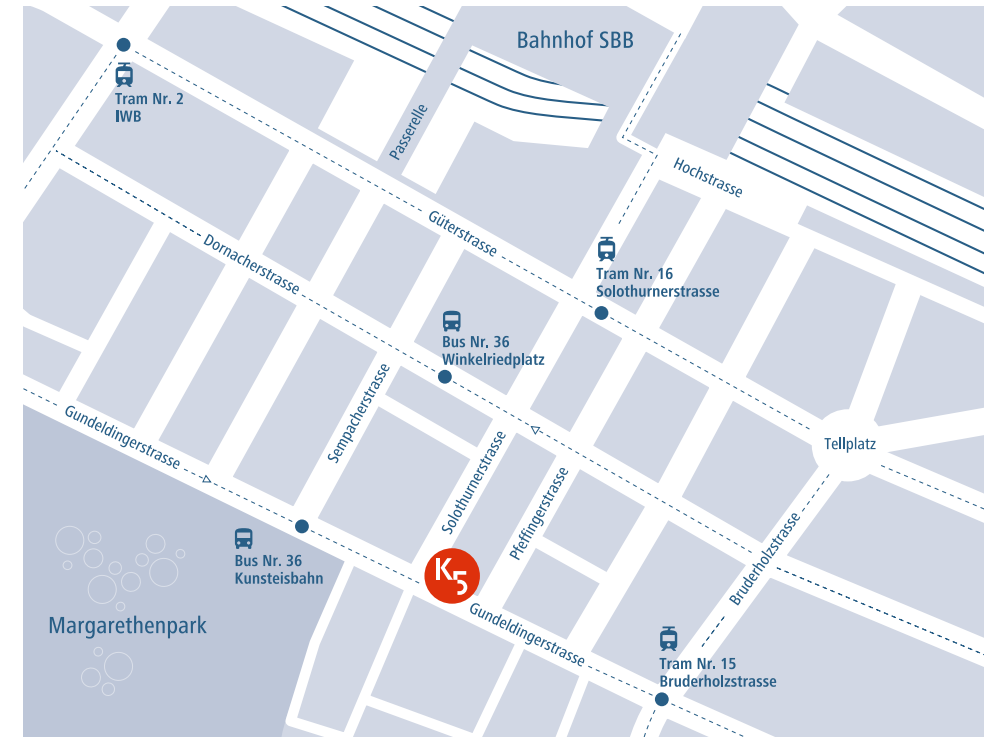 Bahnhof SBB
Tram Nr. 2
IWB
Passerelle
Hochstrasse
Güterstrasse
Dornacherstrasse
Tram Nr. 16
Solothurnerstrasse
Bus Nr. 36
Winkelriedplatz
Sempacherstrasse
Gundeldingerstrasse
Tellplatz
Solothurnerstrasse
Pfeffingerstrasse
Bruderholzstrasse
Bus Nr. 36
Kunsteisbahn
K5
Margarethenpark
Gundeldingerstrasse
Tram Nr. 15
Bruderholzstrasse